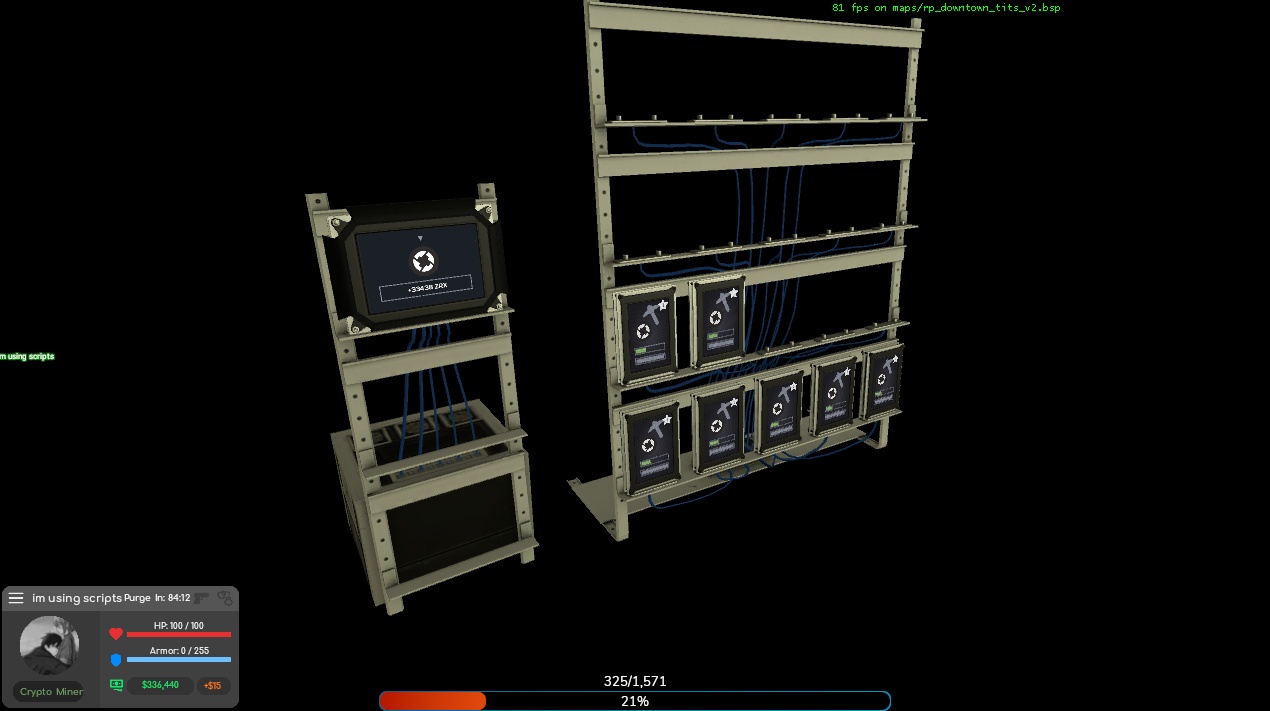 81 fps on maps/rp_downtown_tits_v2.bsp
+33438 ZRX
m using scripts
im using scripts Purge In: 84:12
HP: 100 / 100
Armor: 0 / 255
Crypto Miner
$336,440
+$15
325/1,571
21%